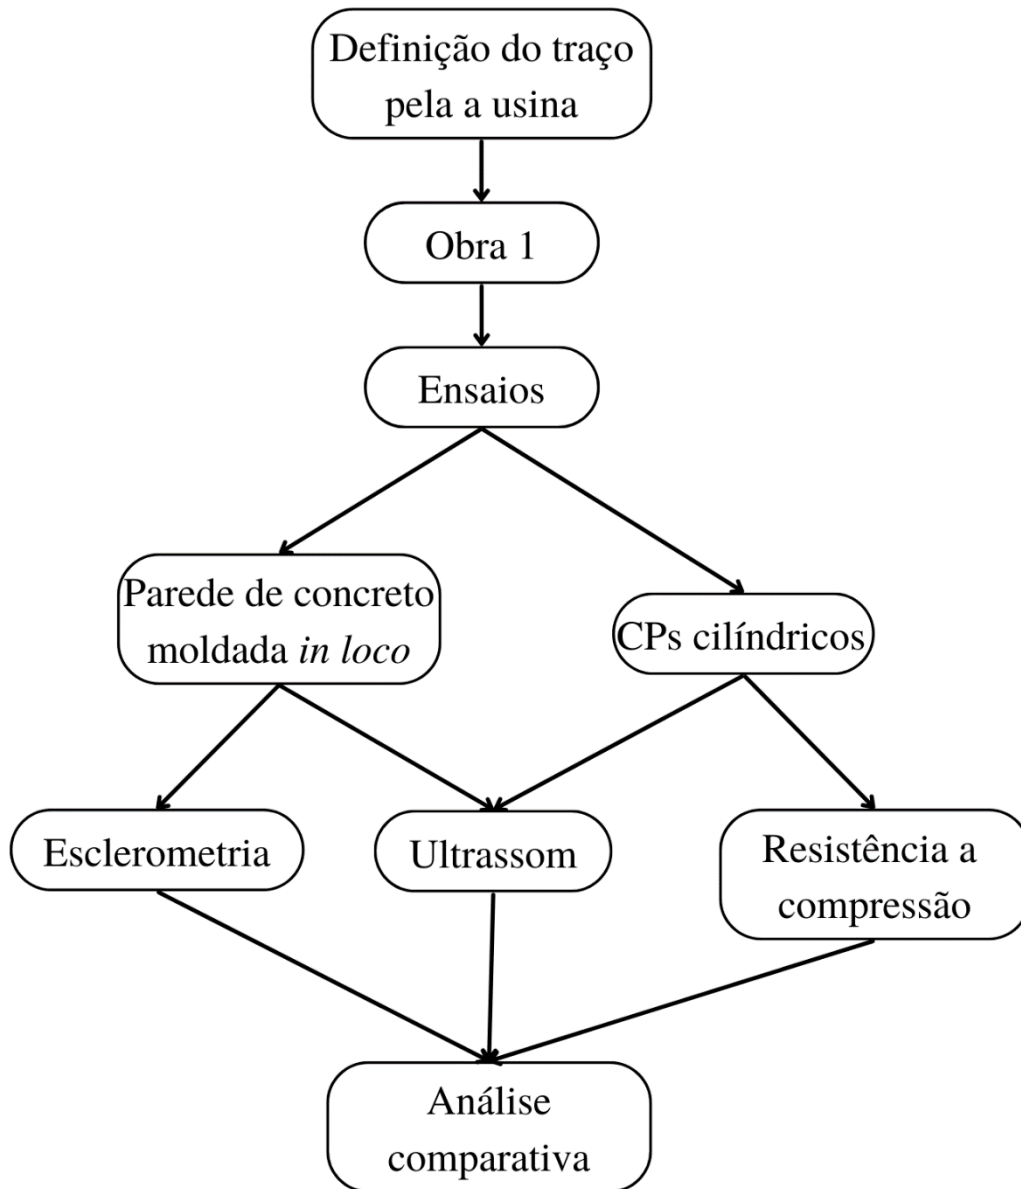 Definição do traço
pela a usina
Obra 1
Ensaios
Parede de concreto
moldada in loco
CPs cilíndricos
Esclerometria
Ultrassom
Resistência a
compressão
Análise
comparativa